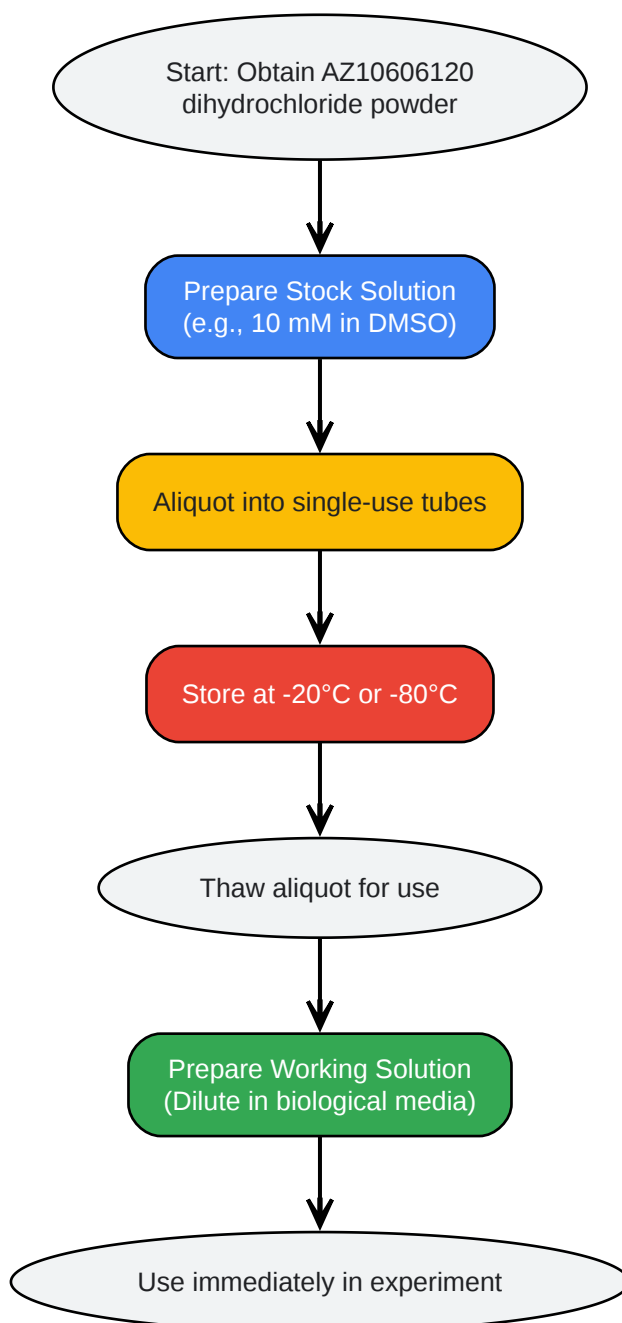 Start: Obtain AZ10606120
dihydrochloride powder
Prepare Stock Solution
(e.g., 10 mM in DMSO)
Aliquot into single-use tubes
Store at -20°C or -80°C
Thaw aliquot for use
Prepare Working Solution
(Dilute in biological media)
Use immediately in experiment